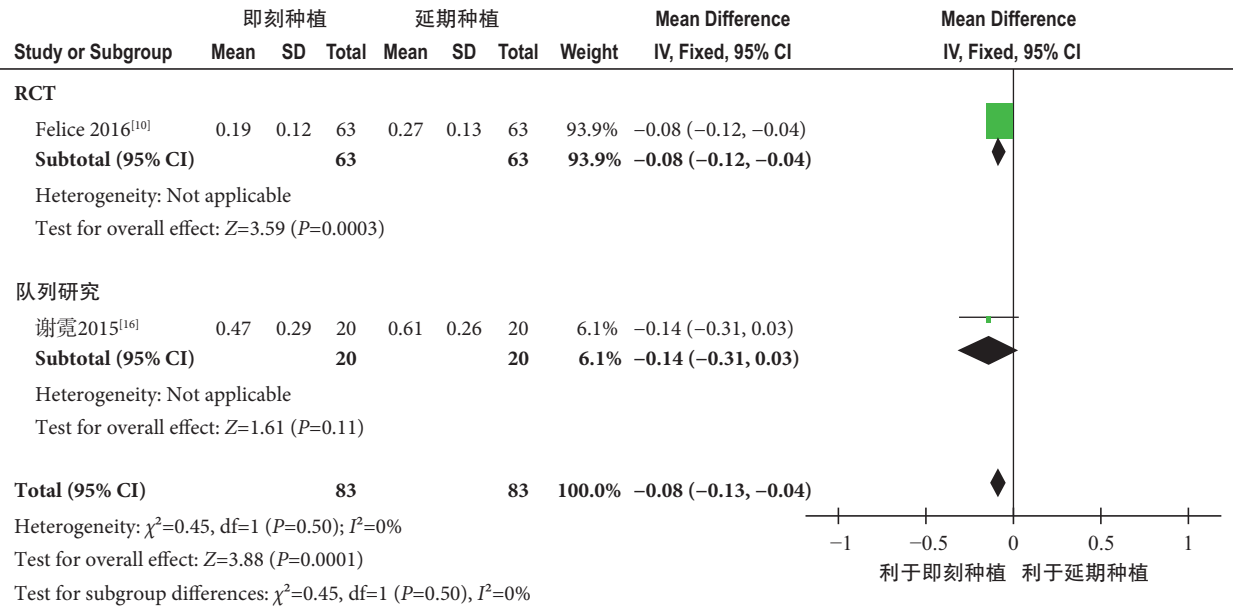 即刻种植 延期种植 Mean Difference Mean Difference
Study or Subgroup Mean SD Total Mean SD Total Weight IV, Fixed, 95% CI IV, Fixed, 95% CI
RCT
Felice 2016[10] 0.19 0.12 63 0.27 0.13 63 93.9% −0.08 (−0.12, −0.04)
Subtotal (95% CI) 63 63 93.9% −0.08 (−0.12, −0.04)
Heterogeneity: Not applicable
Test for overall effect: Z=3.59 (P=0.0003)
队列研究
谢霓2015[16] 0.47 0.29 20 0.61 0.26 20 6.1% −0.14 (−0.31, 0.03)
Subtotal (95% CI) 20 20 6.1% −0.14 (−0.31, 0.03)
Heterogeneity: Not applicable
Test for overall effect: Z=1.61 (P=0.11)
Total (95% CI) 83 83 100.0% −0.08 (−0.13, −0.04)
Heterogeneity: χ²=0.45, df=1 (P=0.50); I²=0%
Test for overall effect: Z=3.88 (P=0.0001)
Test for subgroup differences: χ²=0.45, df=1 (P=0.50), I²=0%
−1 −0.5 0 0.5 1
利于即刻种植 利于延期种植